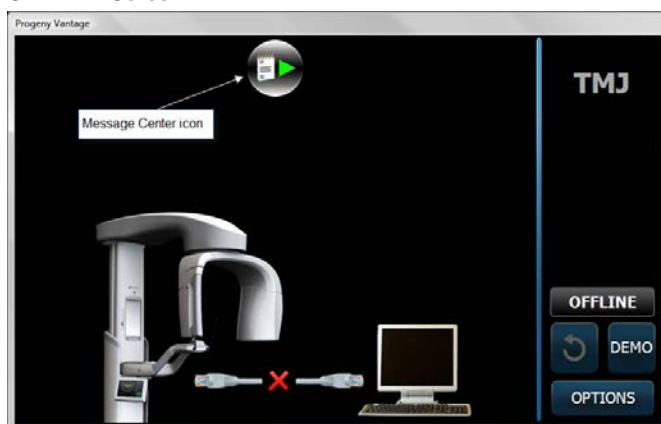 Progeny Vantage
Message Center icon
TMJ
OFFLINE
DEMO
OPTIONS